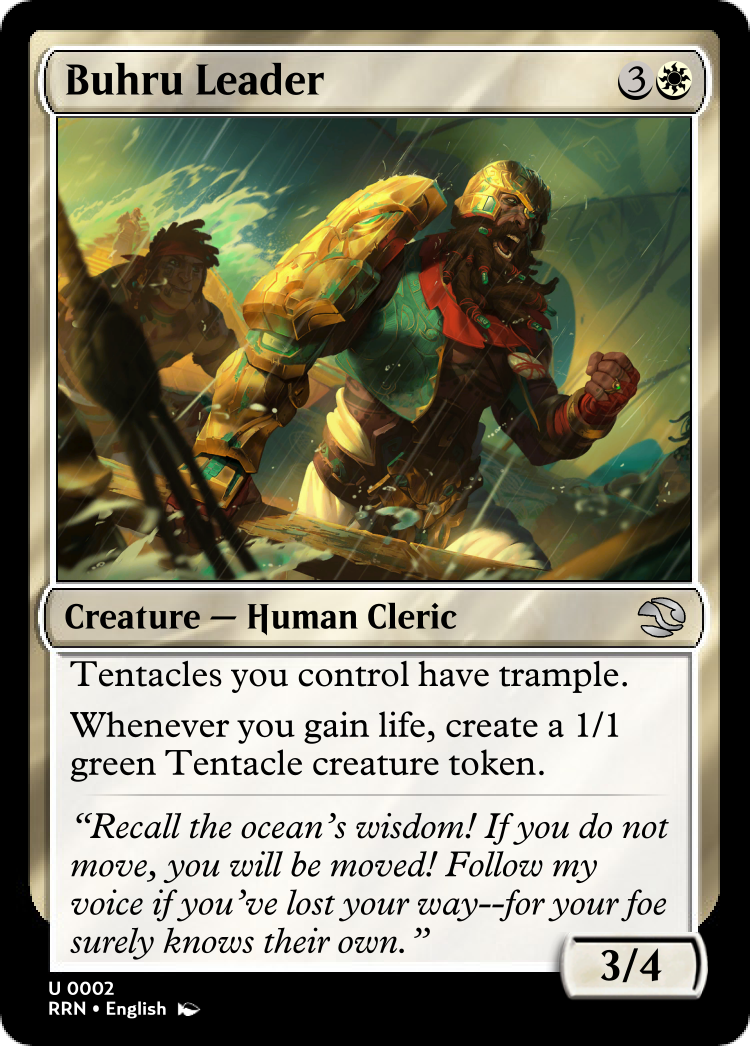 Buhru Leader 3
Creature — Human Cleric
Tentacles you control have trample.
Whenever you gain life, create a 1/1
green Tentacle creature token.
“Recall the ocean’s wisdom! If you do not
move, you will be moved! Follow my
voice if you’ve lost your way--for your foe
surely knows their own.”
3/4
U 0002
RRN • English